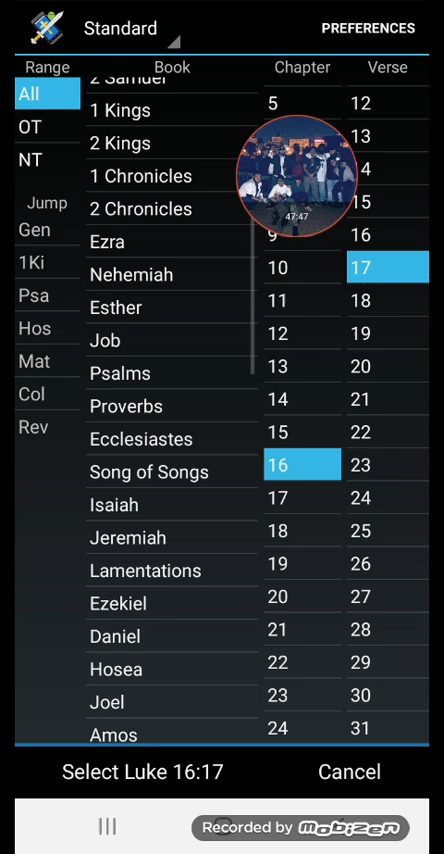 Standard PREFERENCES
Range Book Chapter Verse
All
OT
NT
Jump
Gen
1Ki
Psa
Hos
Mat
Col
Rev
2 Samuel
1 Kings
2 Kings
1 Chronicles
2 Chronicles
Ezra
Nehemiah
Esther
Job
Psalms
Proverbs
Ecclesiastes
Song of Songs
Isaiah
Jeremiah
Lamentations
Ezekiel
Daniel
Hosea
Joel
Amos
5
9
10
11
12
13
14
15
16
17
18
19
20
21
22
23
24
12
13
4
15
16
17
18
19
20
21
22
23
24
25
26
27
28
29
30
31
47:47
Select Luke 16:17 Cancel
Recorded by MOBIZEN